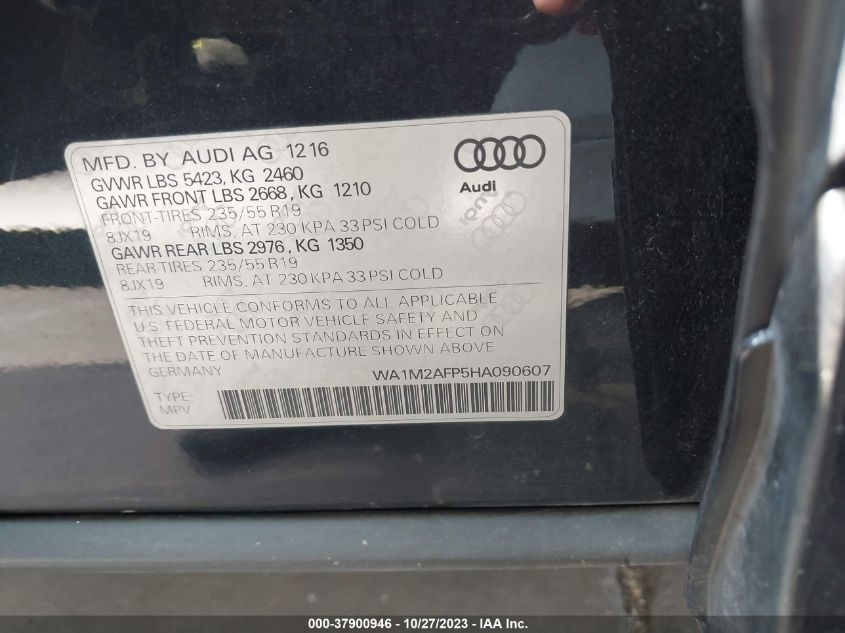 MFD. BY AUDI AG 1216
GVWR LBS 5423, KG 2460
GAWR FRONT LBS 2668, KG 1210
FRONT-TIRES 235/55 R19
8JX19 RIMS, AT 230 KPA 33 PSI COLD
GAWR REAR LBS 2976, KG 1350
REAR-TIRES 235/55 R19
8JX19 RIMS, AT 230 KPA 33 PSI COLD
Audi
Audi
THIS VEHICLE CONFORMS TO ALL APPLICABLE
U.S. FEDERAL MOTOR VEHICLE SAFETY AND
THEFT PREVENTION STANDARDS IN EFFECT ON
THE DATE OF MANUFACTURE SHOWN ABOVE.
GERMANY
WA1M2AFP5HA090607
TYPE:
MPV
000-37900946 - 10/27/2023 - IAA Inc.